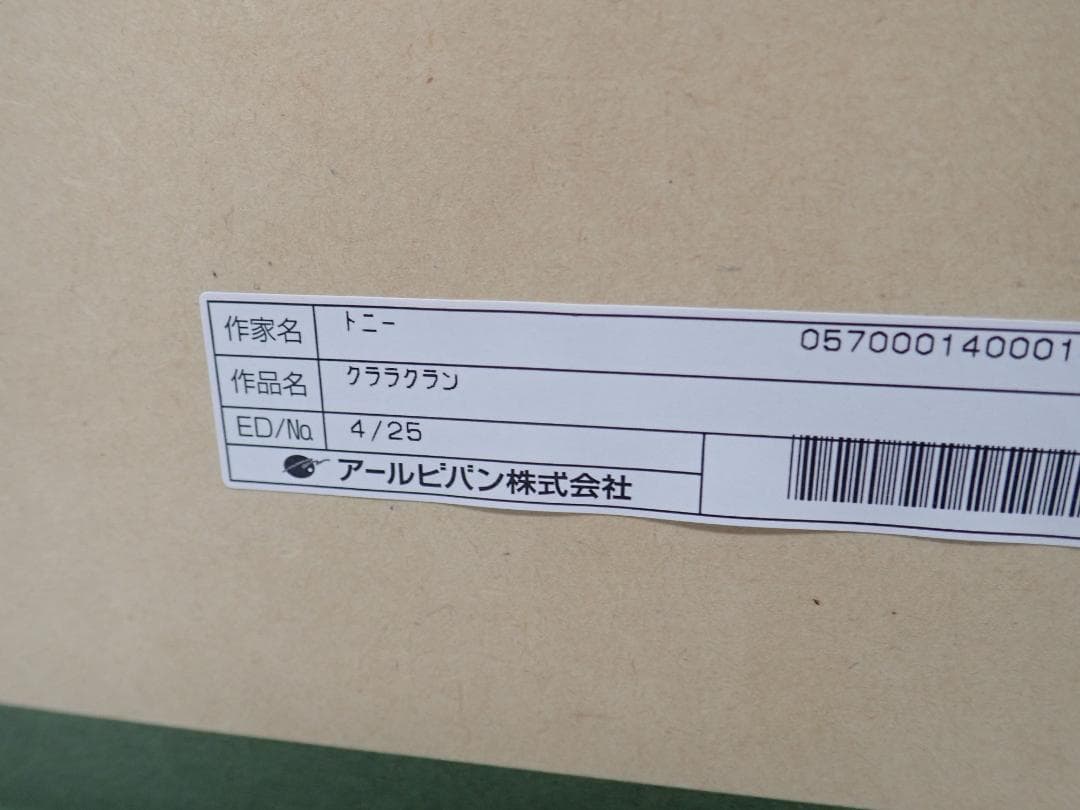 作家名 ﾄﾆｰ 057000140001
作品名 ｸﾗﾗｸﾗﾝ
ED/No. 4/25
アールビバン株式会社